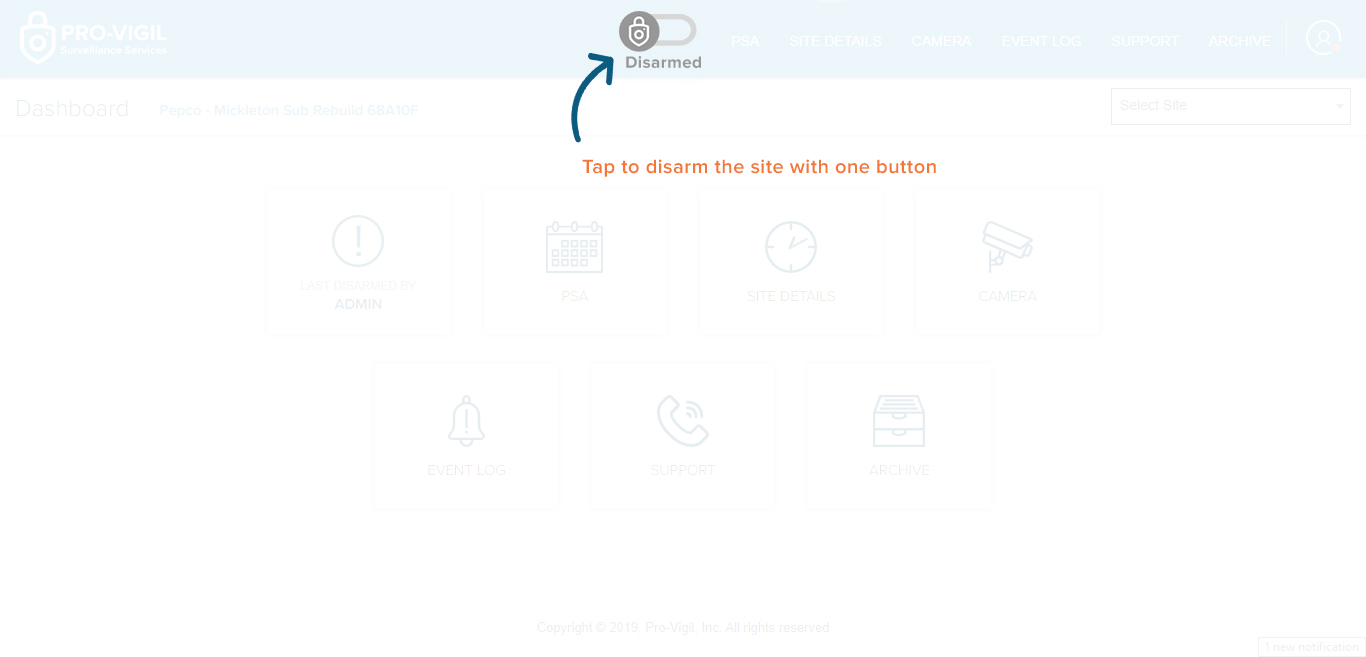 PRO-VIGIL
Surveillance Services
Disarmed
PSA
SITE DETAILS
CAMERA
EVENT LOG
SUPPORT
ARCHIVE
Dashboard
Pepco - Mickleton Sub Rebuild 68A10F
Select Site
Tap to disarm the site with one button
LAST DISARMED BY
ADMIN
PSA
SITE DETAILS
CAMERA
EVENT LOG
SUPPORT
ARCHIVE
Copyright © 2019. Pro-Vigil, Inc. All rights reserved
1 new notification